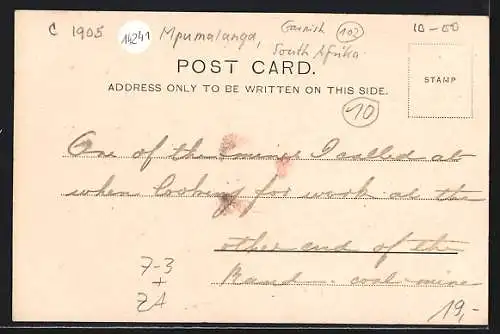 C 1905 14241 Mpumalanga, 102 10-00
South Afrika
POST CARD.
ADDRESS ONLY TO BE WRITTEN ON THIS SIDE.
STAMP
10
One of the mines I called at
when looking for work at the
other end of the
Rand - coal-mine
7-3
+
ZA
19,-